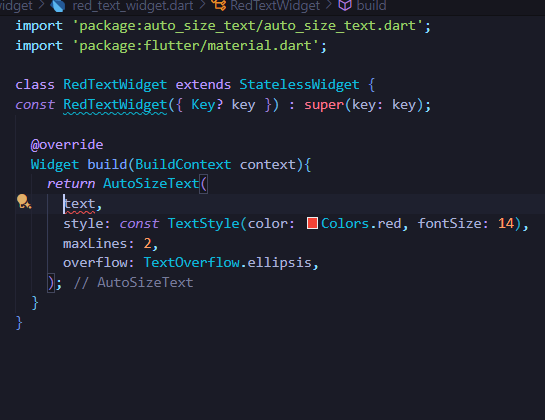 widget > red_text_widget.dart > RedTextWidget > build
import 'package:auto_size_text/auto_size_text.dart';
import 'package:flutter/material.dart';
class RedTextWidget extends StatelessWidget {
const RedTextWidget({ Key? key }) : super(key: key);
@override
Widget build(BuildContext context){
return AutoSizeText(
text,
style: const TextStyle(color: Colors.red, fontSize: 14),
maxLines: 2,
overflow: TextOverflow.ellipsis,
); // AutoSizeText
}
}